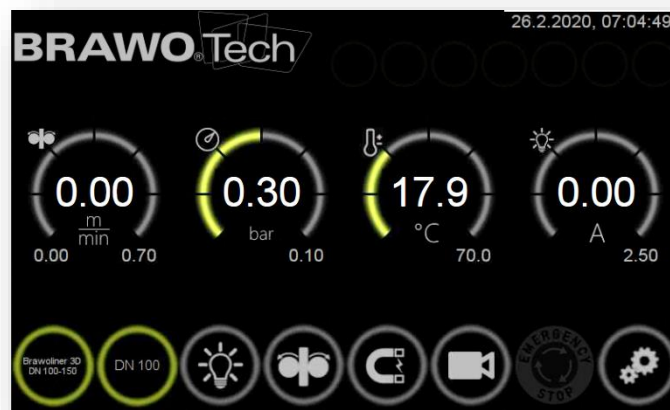 26.2.2020, 07:04:49
BRAWO® Tech
0.00
m
min
0.00 0.70
0.30
bar
0.10
17.9
°C
70.0
0.00
A
2.50
Brawoliner 3D
DN 100-150
DN 100
EMERGENCY
STOP